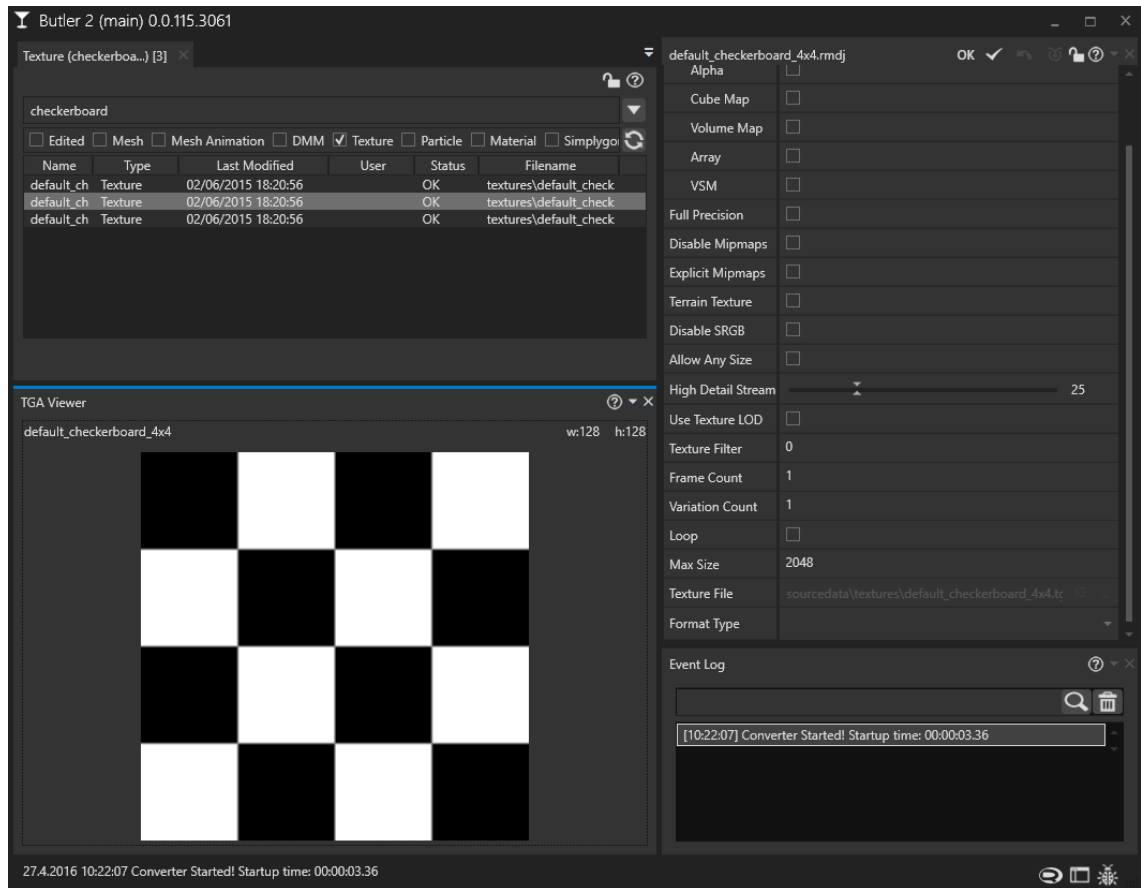 Butler 2 (main) 0.0.115.3061
Texture (checkerboa...) [3]
checkerboard
Edited Mesh Mesh Animation DMM Texture Particle Material Simplygo
Name Type Last Modified User Status Filename
default_ch Texture 02/06/2015 18:20:56 OK textures\default_check
default_ch Texture 02/06/2015 18:20:56 OK textures\default_check
default_ch Texture 02/06/2015 18:20:56 OK textures\default_check
TGA Viewer
default_checkerboard_4x4 w:128 h:128
default_checkerboard_4x4.rmdj OK
Alpha
Cube Map
Volume Map
Array
VSM
Full Precision
Disable Mipmaps
Explicit Mipmaps
Terrain Texture
Disable SRGB
Allow Any Size
High Detail Stream 25
Use Texture LOD
Texture Filter 0
Frame Count 1
Variation Count 1
Loop
Max Size 2048
Texture File sourcedata\textures\default_checkerboard_4x4.tg
Format Type
Event Log
[10:22:07] Converter Started! Startup time: 00:00:03.36
27.4.2016 10:22:07 Converter Started! Startup time: 00:00:03.36